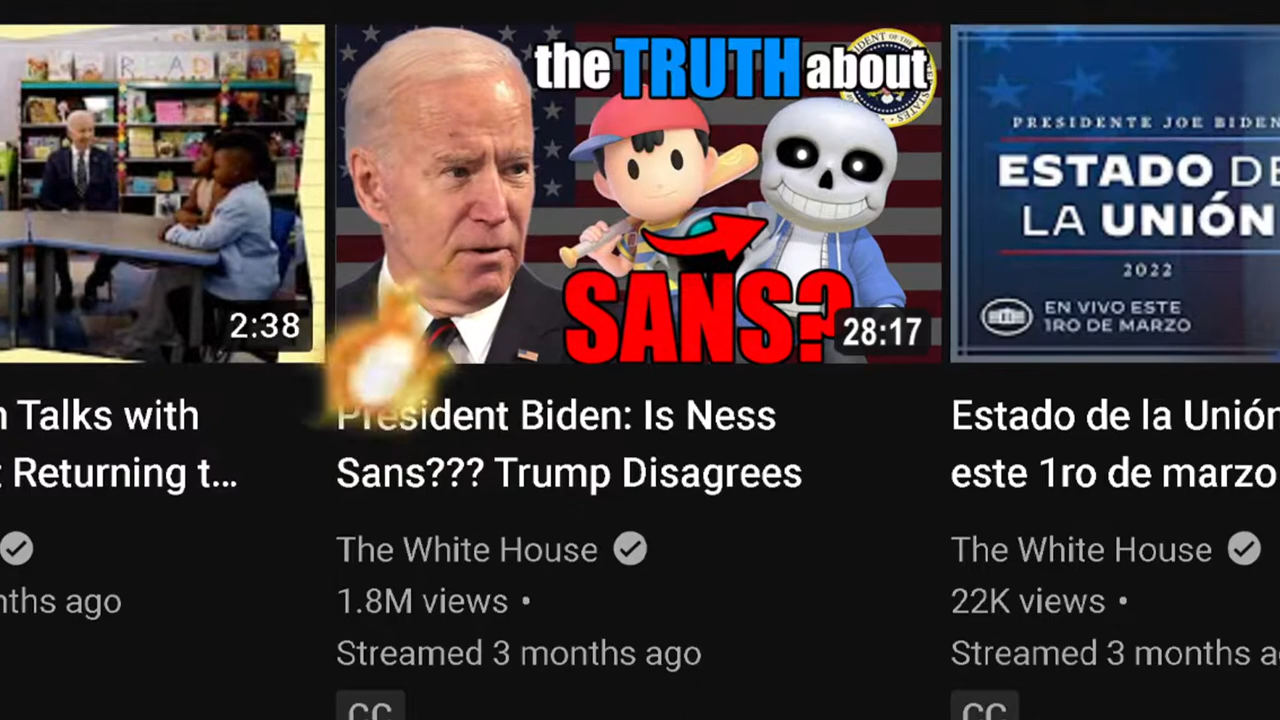 READ
2:38
n Talks with
Returning t...
nths ago
the TRUTH about
SANS?
28:17
President Biden: Is Ness
Sans??? Trump Disagrees
The White House
1.8M views •
Streamed 3 months ago
CC
PRESIDENTE JOE BIDEN
ESTADO DE
LA UNIÓN
2022
EN VIVO ESTE
1RO DE MARZO
Estado de la Unión
este 1ro de marzo
The White House
22K views •
Streamed 3 months a
CC